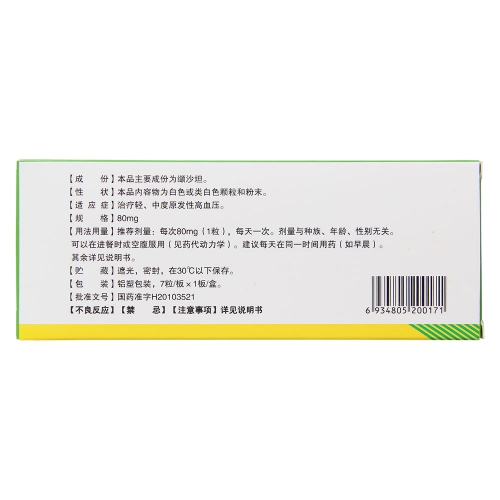 【成　份】本品主要成份为缬沙坦。
【性　状】本品内容物为白色或类白色颗粒和粉末。
【适 应 症】治疗轻、中度原发性高血压。
【规　格】80mg
【用法用量】推荐剂量：每次80mg（1粒），每天一次。剂量与种族、年龄、性别无关。
可以在进餐时或空腹服用（见药代动力学）。建议每天在同一时间用药（如早晨）。
其余详见说明书。
【贮　藏】遮光，密封，在30℃以下保存。
【包　装】铝塑包装，7粒/板×1板/盒。
【批准文号】国药准字H20103521
【不良反应】【禁　忌】【注意事项】详见说明书
6 934805 200171